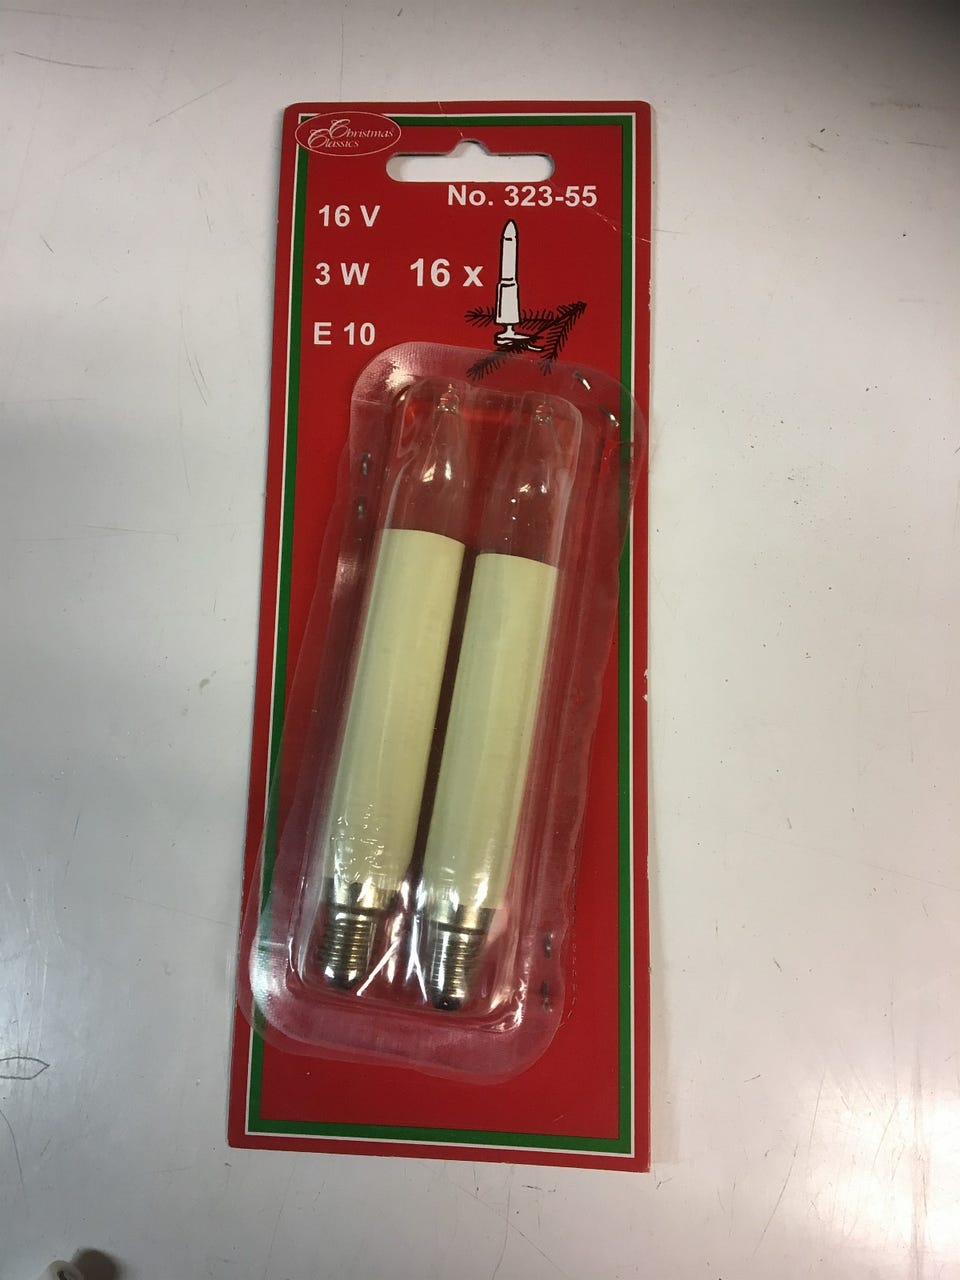 Christmas
Classics
No. 323-55
16 V
3 W
16 x
E 10